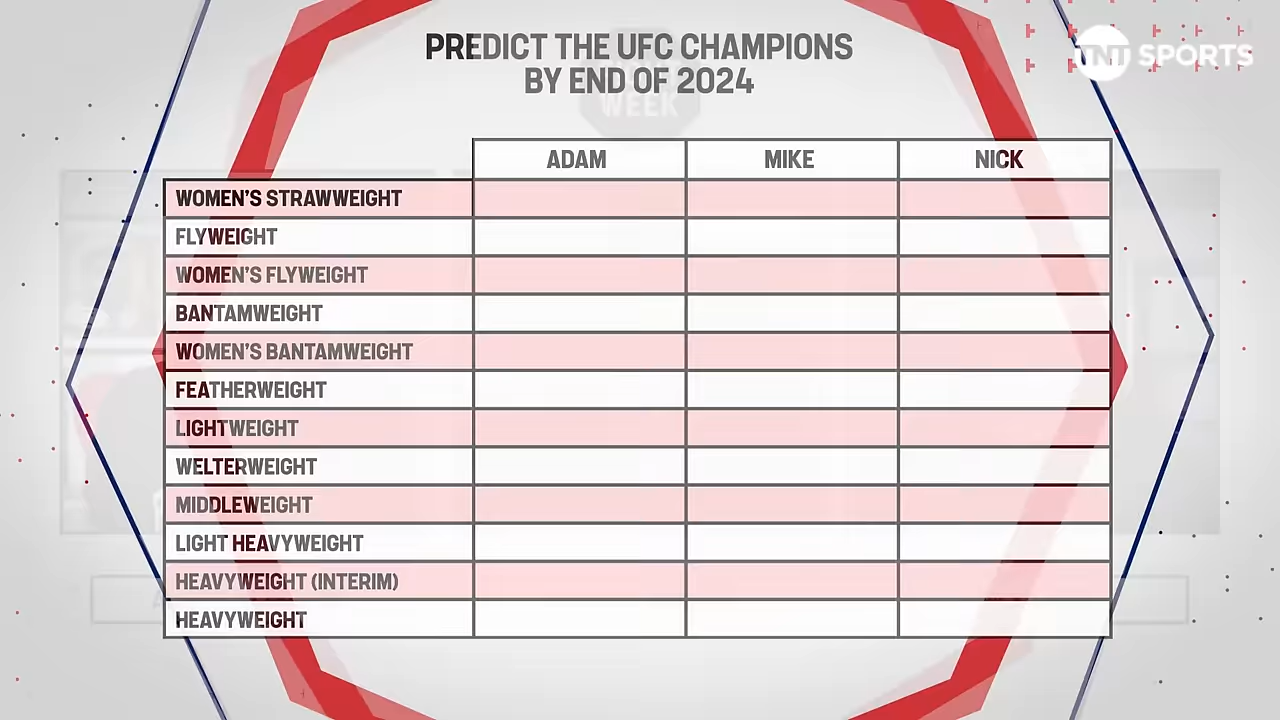 PREDICT THE UFC CHAMPIONS
BY END OF 2024
TNT SPORTS
WEEK
ADAM MIKE NICK
WOMEN'S STRAWWEIGHT
FLYWEIGHT
WOMEN'S FLYWEIGHT
BANTAMWEIGHT
WOMEN'S BANTAMWEIGHT
FEATHERWEIGHT
LIGHTWEIGHT
WELTERWEIGHT
MIDDLEWEIGHT
LIGHT HEAVYWEIGHT
HEAVYWEIGHT (INTERIM)
HEAVYWEIGHT